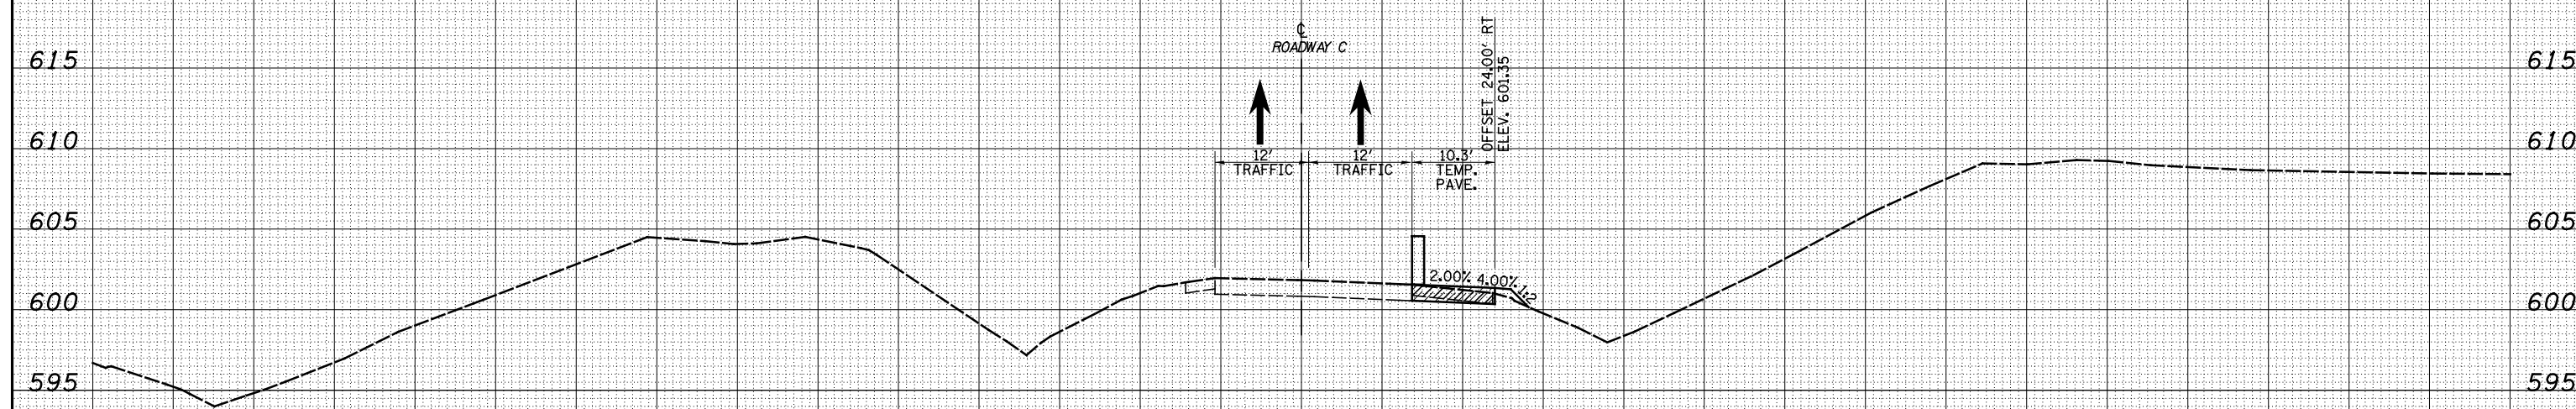 ℄
ROADWAY C
OFFSET 24.00' RT
ELEV. 601.35
615
615
610
610
12'
TRAFFIC
12'
TRAFFIC
10.3'
TEMP.
PAVE.
605
605
2.00%
4.00%
1:2
600
600
595
595